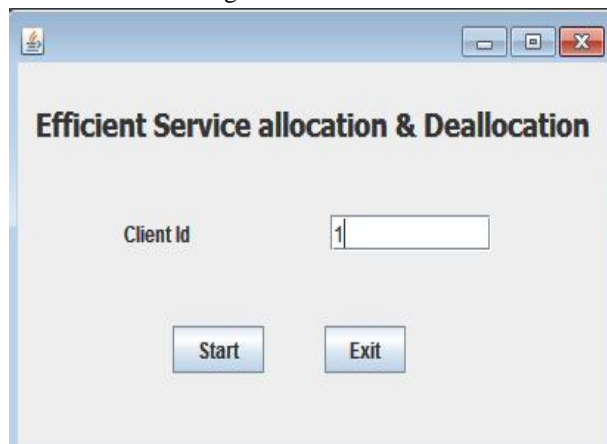 Efficient Service allocation & Deallocation
Client Id
1
Start
Exit